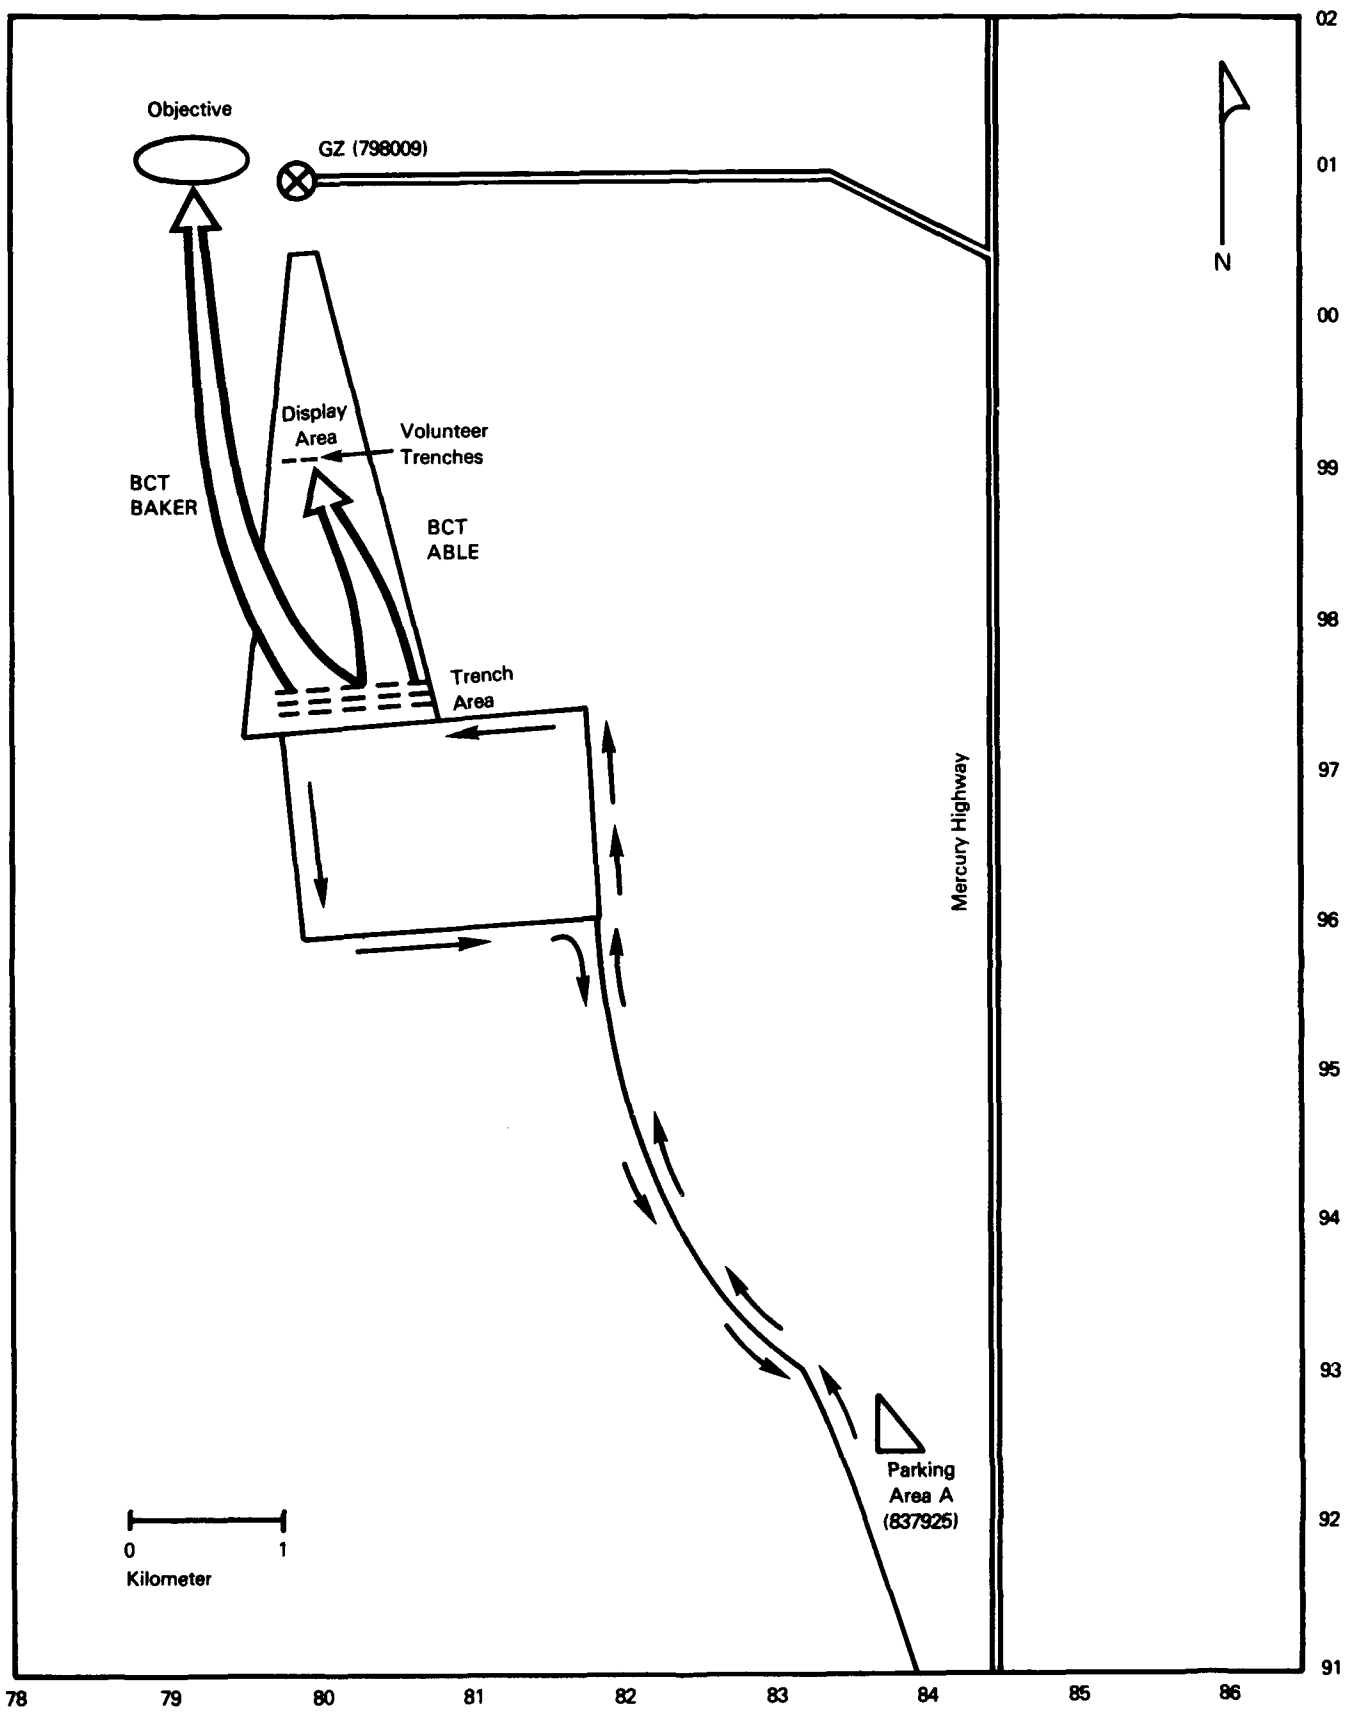 02
Objective
GZ (798009)
01
N
00
Display
Area
Volunteer
Trenches
99
BCT
BAKER
BCT
ABLE
98
Trench
Area
97
Mercury Highway
96
95
94
93
Parking
Area A
(837925)
92
0 1
Kilometer
91
78 79 80 81 82 83 84 85 86